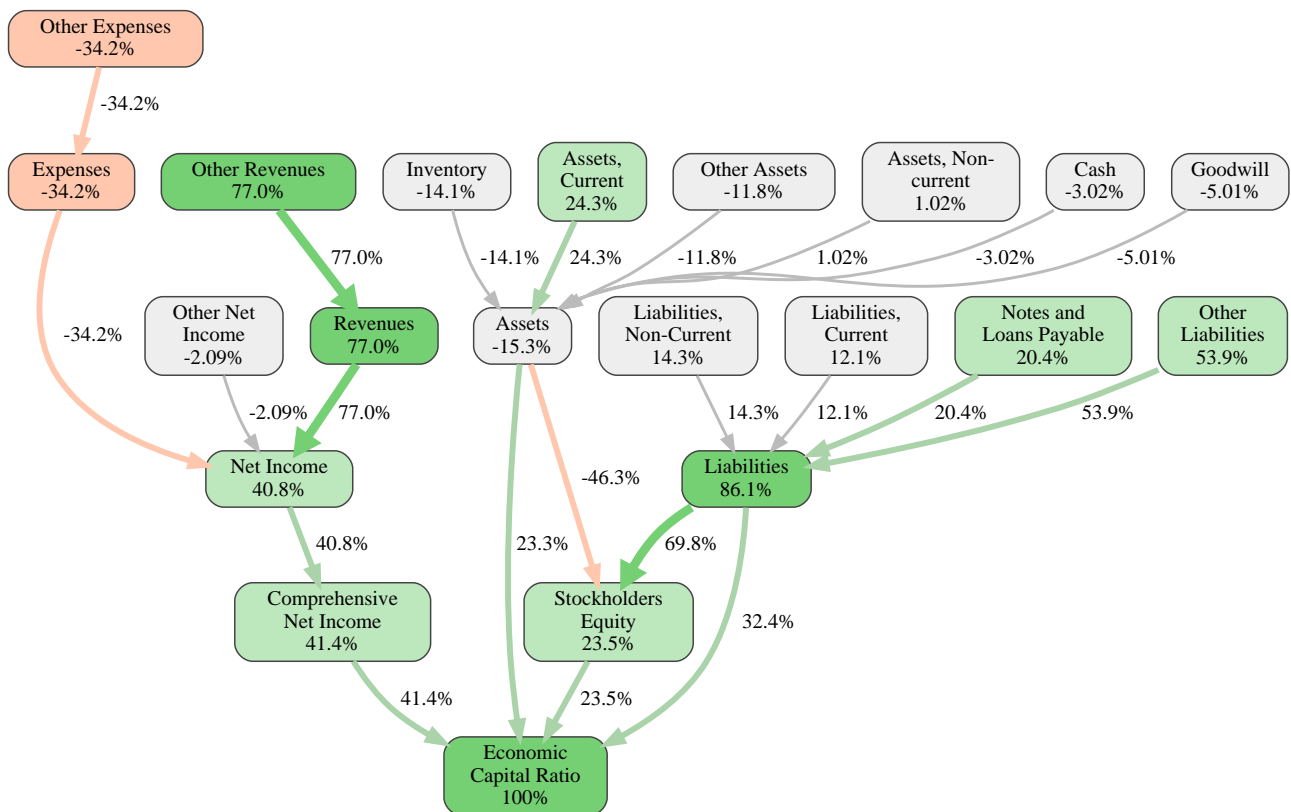 Other Expenses
-34.2%
-34.2%
Expenses
-34.2%
Other Revenues
77.0%
Inventory
-14.1%
Assets,
Current
24.3%
Other Assets
-11.8%
Assets, Non-
current
1.02%
Cash
-3.02%
Goodwill
-5.01%
77.0%
-14.1%
24.3%
-11.8%
1.02%
-3.02%
-5.01%
-34.2%
Other Net
Income
-2.09%
Revenues
77.0%
Assets
-15.3%
Liabilities,
Non-Current
14.3%
Liabilities,
Current
12.1%
Notes and
Loans Payable
20.4%
Other
Liabilities
53.9%
-2.09%
77.0%
14.3%
12.1%
20.4%
53.9%
Net Income
40.8%
-46.3%
Liabilities
86.1%
40.8%
23.3%
69.8%
Comprehensive
Net Income
41.4%
Stockholders
Equity
23.5%
32.4%
41.4%
23.5%
Economic
Capital Ratio
100%